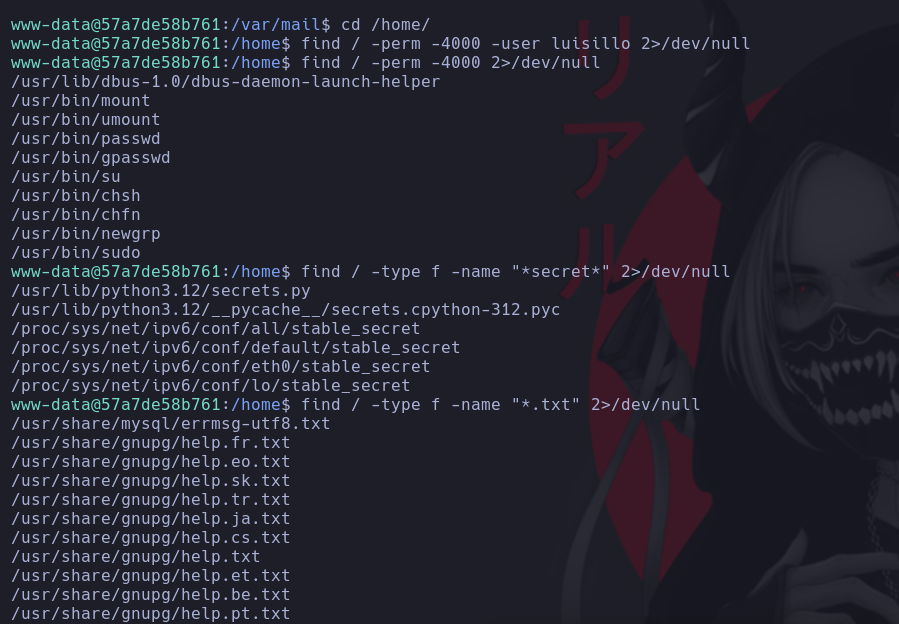 www-data@57a7de58b761:/var/mail$ cd /home/
www-data@57a7de58b761:/home$ find / -perm -4000 -user luisillo 2>/dev/null
www-data@57a7de58b761:/home$ find / -perm -4000 2>/dev/null
/usr/lib/dbus-1.0/dbus-daemon-launch-helper
/usr/bin/mount
/usr/bin/umount
/usr/bin/passwd
/usr/bin/gpasswd
/usr/bin/su
/usr/bin/chsh
/usr/bin/chfn
/usr/bin/newgrp
/usr/bin/sudo
www-data@57a7de58b761:/home$ find / -type f -name "*secret*" 2>/dev/null
/usr/lib/python3.12/secrets.py
/usr/lib/python3.12/__pycache__/secrets.cpython-312.pyc
/proc/sys/net/ipv6/conf/all/stable_secret
/proc/sys/net/ipv6/conf/default/stable_secret
/proc/sys/net/ipv6/conf/eth0/stable_secret
/proc/sys/net/ipv6/conf/lo/stable_secret
www-data@57a7de58b761:/home$ find / -type f -name "*.txt" 2>/dev/null
/usr/share/mysql/errmsg-utf8.txt
/usr/share/gnupg/help.fr.txt
/usr/share/gnupg/help.eo.txt
/usr/share/gnupg/help.sk.txt
/usr/share/gnupg/help.tr.txt
/usr/share/gnupg/help.ja.txt
/usr/share/gnupg/help.cs.txt
/usr/share/gnupg/help.txt
/usr/share/gnupg/help.et.txt
/usr/share/gnupg/help.be.txt
/usr/share/gnupg/help.pt.txt
リアル